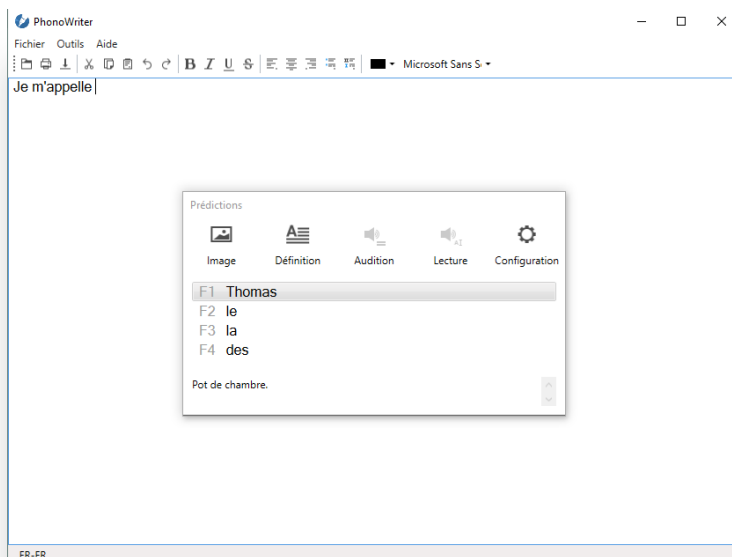 PhonoWriter
Fichier Outils Aide
B I U S Microsoft Sans S
Je m'appelle
Prédictions
Image Définition Audition Lecture Configuration
F1 Thomas
F2 le
F3 la
F4 des
Pot de chambre.
FR-FR